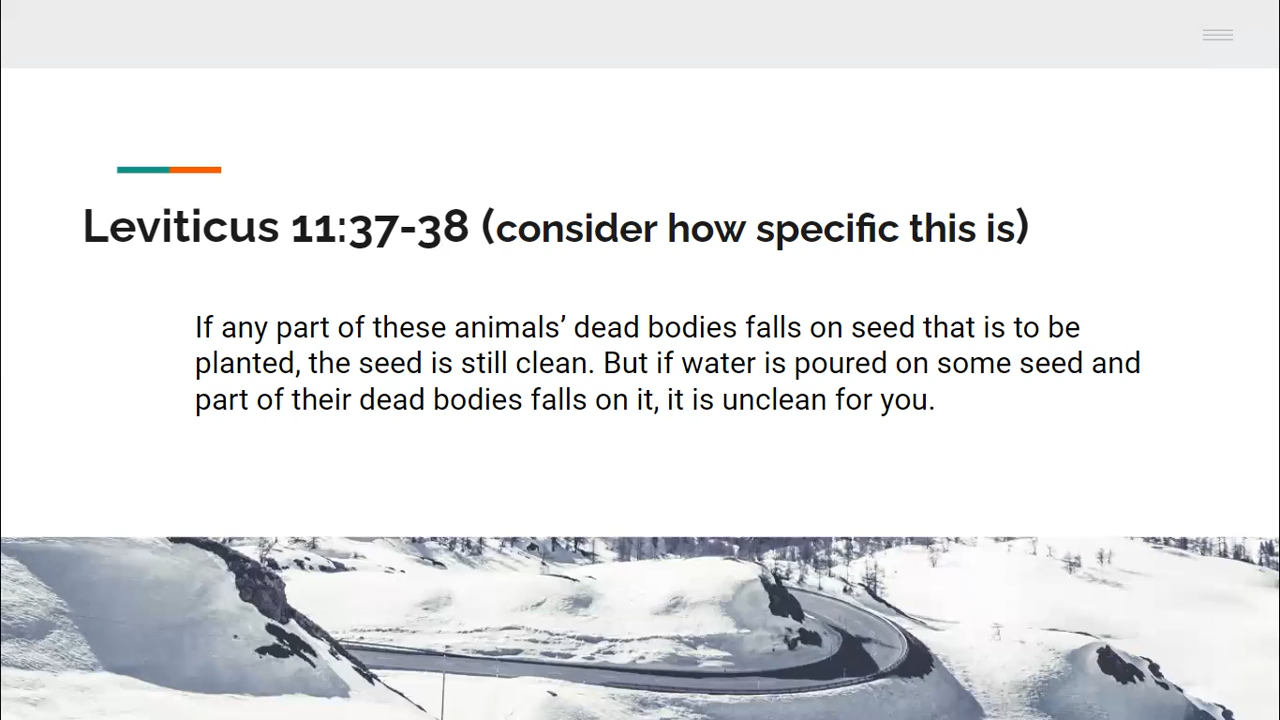 Leviticus 11:37-38 (consider how specific this is)
If any part of these animals’ dead bodies falls on seed that is to be
planted, the seed is still clean. But if water is poured on some seed and
part of their dead bodies falls on it, it is unclean for you.